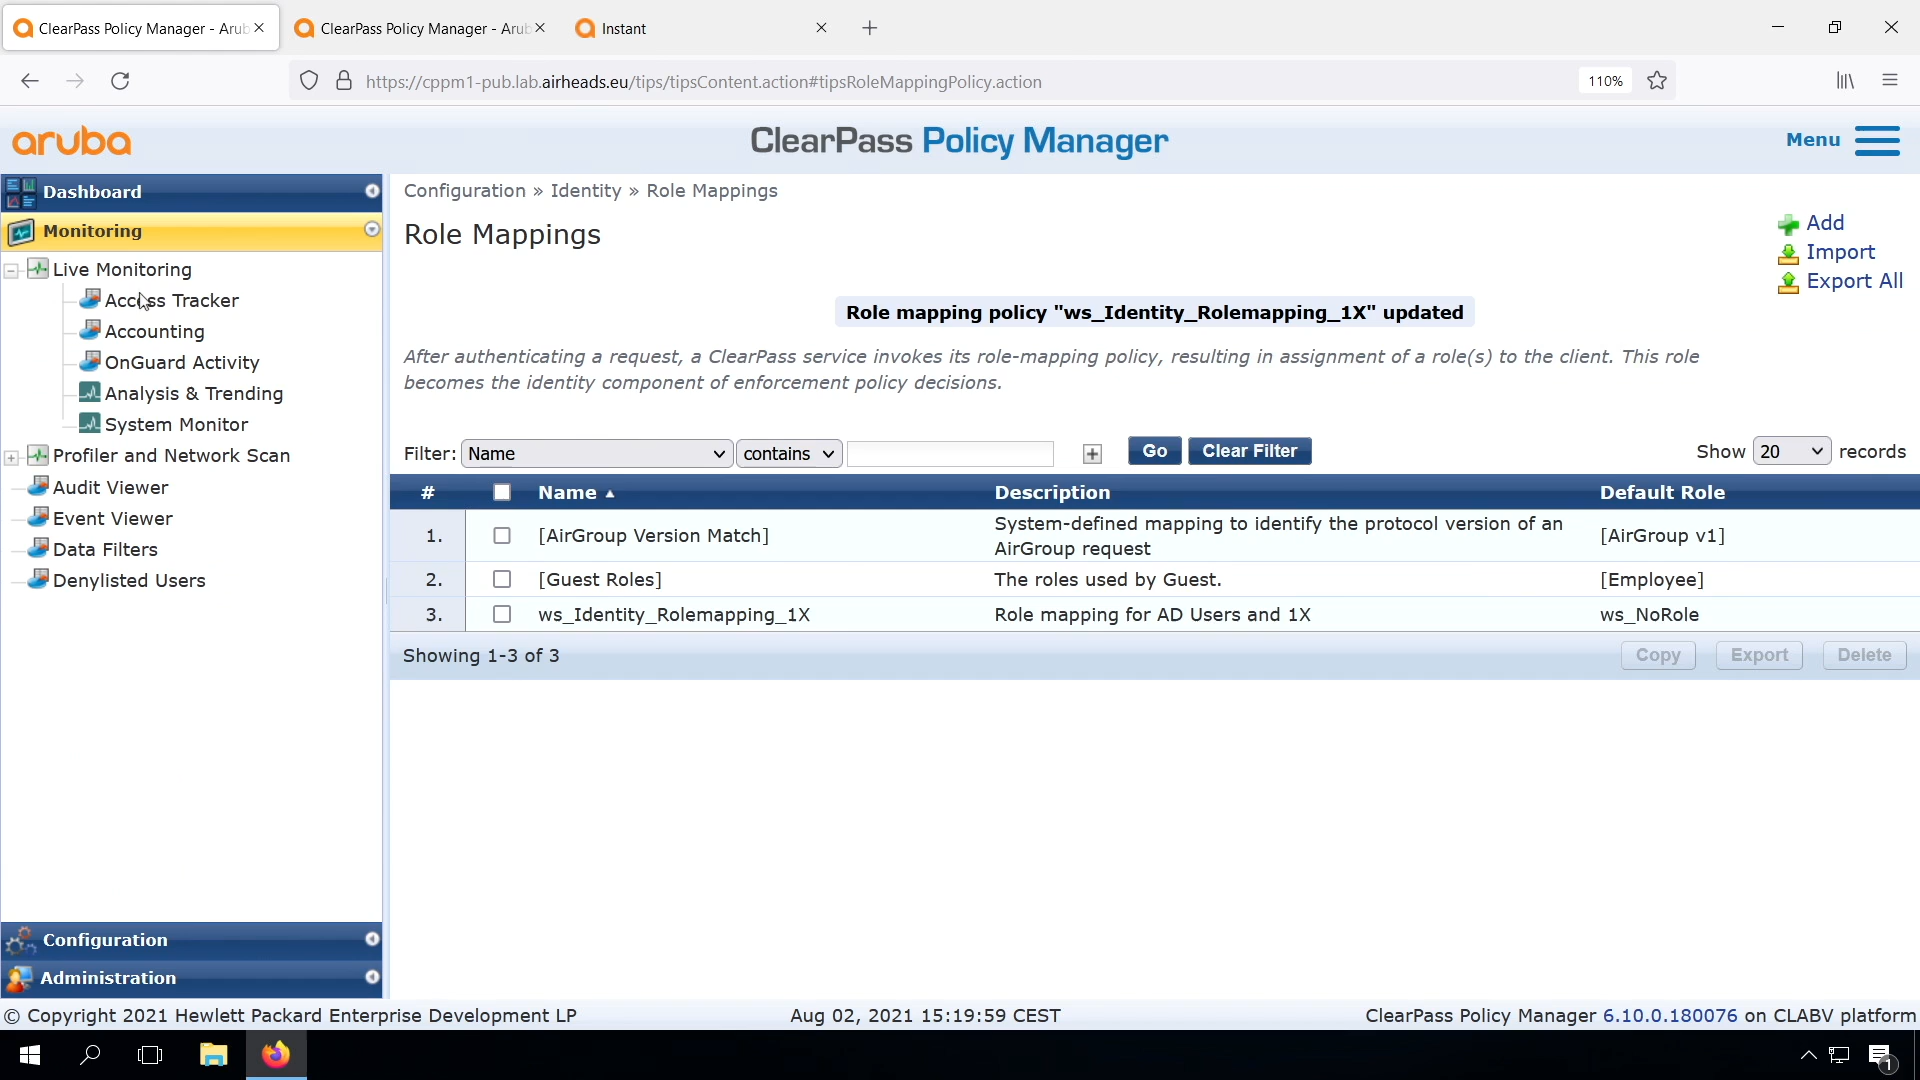 ClearPass Policy Manager - Arub
ClearPass Policy Manager - Arub
Instant
https://cppm1-pub.lab.airheads.eu/tips/tipsContent.action#tipsRoleMappingPolicy.action
110%
aruba
ClearPass Policy Manager
Menu
Dashboard
Monitoring
Live Monitoring
Access Tracker
Accounting
OnGuard Activity
Analysis & Trending
System Monitor
Profiler and Network Scan
Audit Viewer
Event Viewer
Data Filters
Denylisted Users
Configuration
Administration
Configuration » Identity » Role Mappings
Role Mappings
Add
Import
Export All
Role mapping policy "ws_Identity_Rolemapping_1X" updated
After authenticating a request, a ClearPass service invokes its role-mapping policy, resulting in assignment of a role(s) to the client. This role
becomes the identity component of enforcement policy decisions.
Filter: Name contains Go Clear Filter Show 20 records
# Name Description Default Role
1. [AirGroup Version Match] System-defined mapping to identify the protocol version of an
AirGroup request [AirGroup v1]
2. [Guest Roles] The roles used by Guest. [Employee]
3. ws_Identity_Rolemapping_1X Role mapping for AD Users and 1X ws_NoRole
Showing 1-3 of 3 Copy Export Delete
© Copyright 2021 Hewlett Packard Enterprise Development LP Aug 02, 2021 15:19:59 CEST ClearPass Policy Manager 6.10.0.180076 on CLABV platform
1